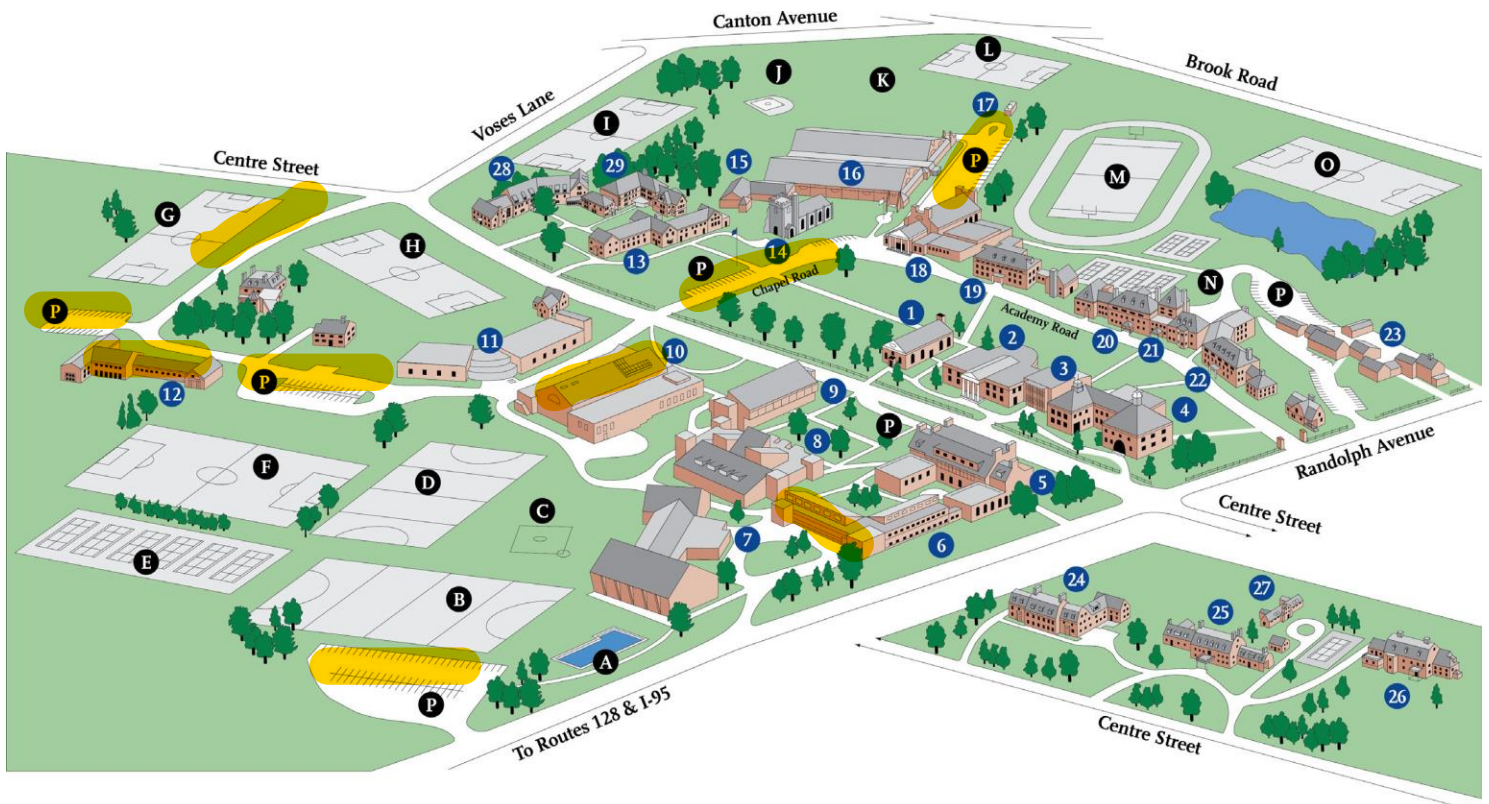 Canton Avenue
Brook Road
Voses Lane
Centre Street
L
J
K
I
17
P
M
O
28
29
15
16
G
H
14
13
P
Chapel Road
18
19
N
P
1
Academy Road
20
21
23
P
11
10
2
3
22
4
12
P
9
8
P
Randolph Avenue
5
Centre Street
F
D
C
7
6
E
B
24
27
25
26
A
P
To Routes 128 & I-95
Centre Street